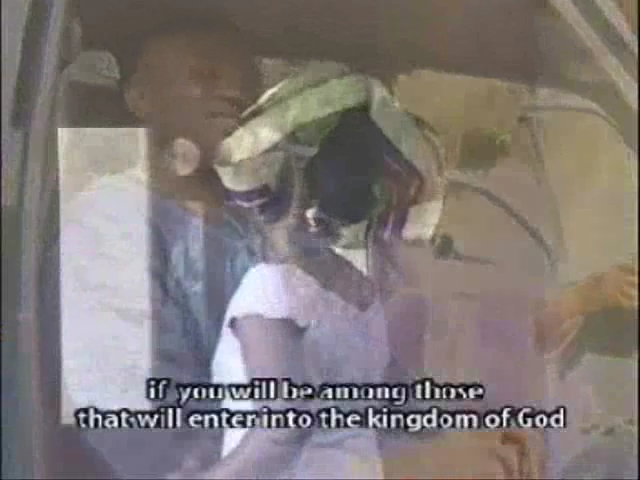 if you will be among those
that will enter into the kingdom of God